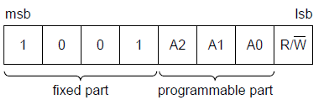 msb lsb
1 0 0 1 A2 A1 A0 R/W̅
fixed part programmable part